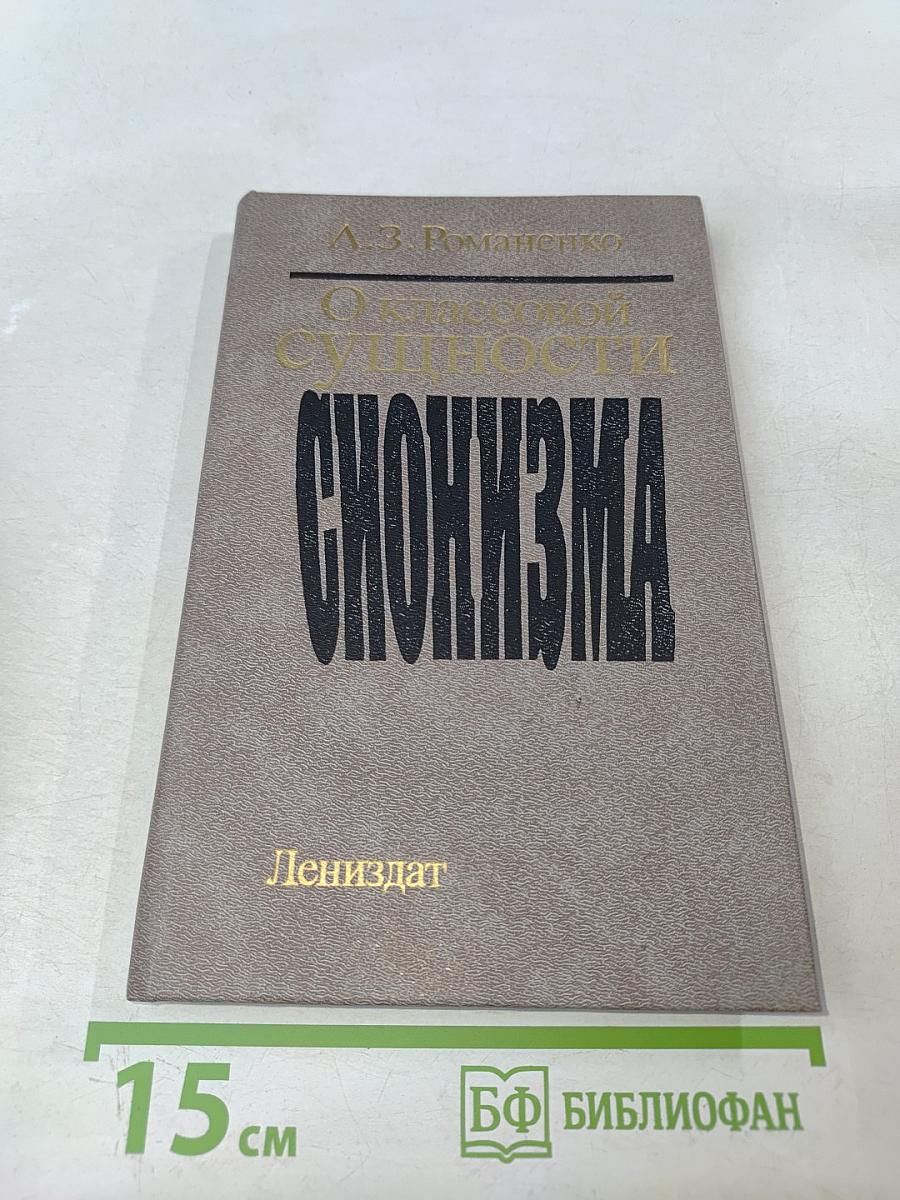 А.З. Романенко
О классовой
сущности
СИОНИЗМА
Лениздат
15 см
БФ БИБЛИОФАН